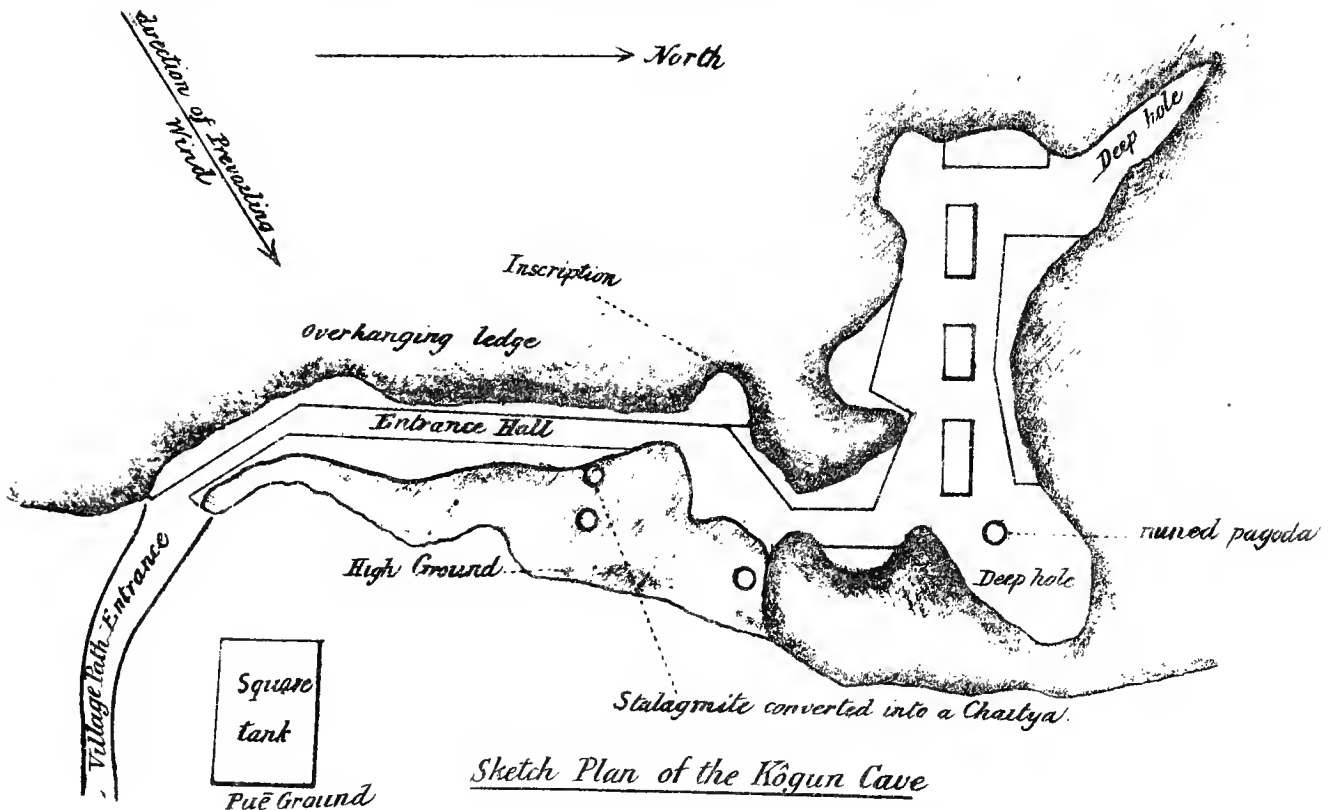 direction of Prevailing
Wind
North
Deep hole
Inscription
Overhanging ledge
Entrance Hall
ruined pagoda
High Ground
Deep hole
Village Path Entrance
Square
tank
Stalagmite converted into a Chaitya.
Sketch Plan of the Kôgun Cave
Puē Ground